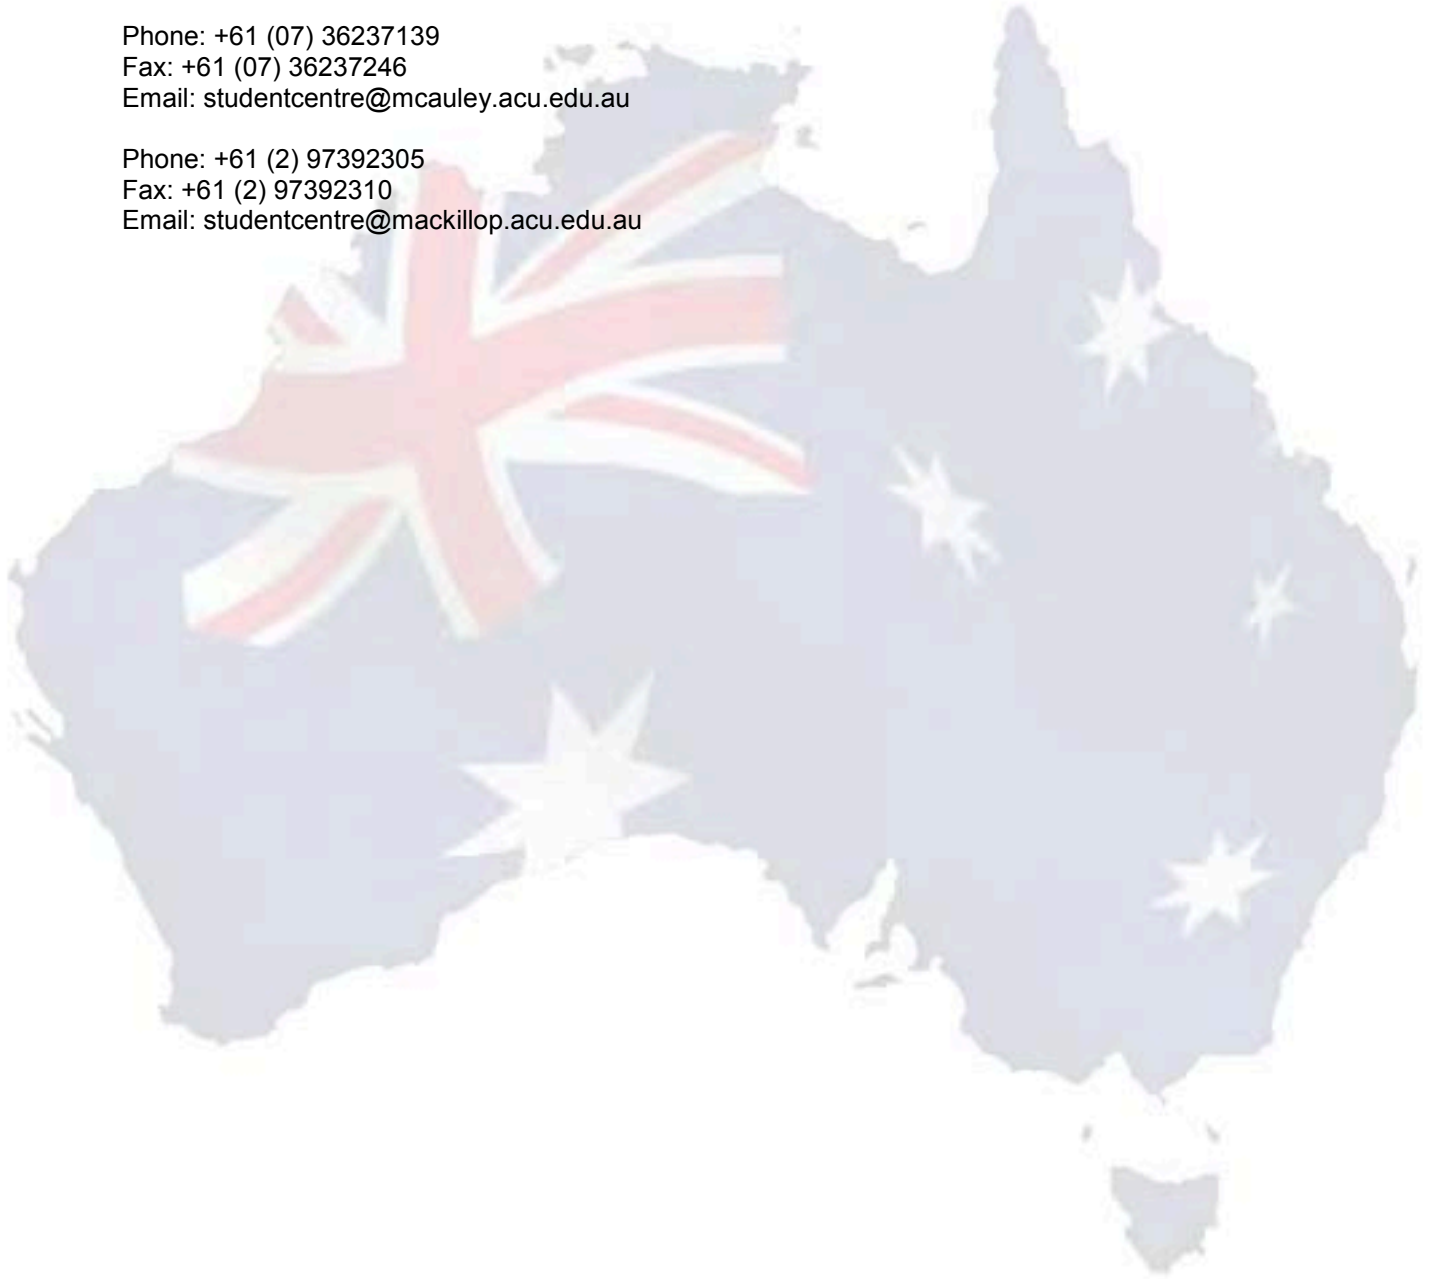 Phone: +61 (07) 36237139
Fax: +61 (07) 36237246
Email: studentcentre@mcauley.acu.edu.au
Phone: +61 (2) 97392305
Fax: +61 (2) 97392310
Email: studentcentre@mackillop.acu.edu.au